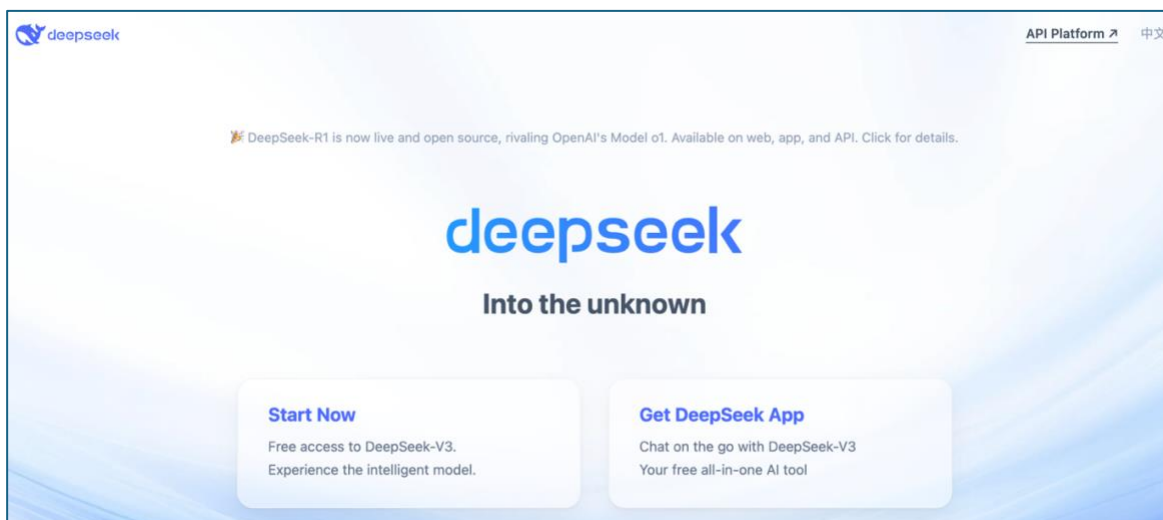 deepseek
API Platform ↗ 中文
🎉 DeepSeek-R1 is now live and open source, rivaling OpenAI's Model o1. Available on web, app, and API. Click for details.
deepseek
Into the unknown
Start Now
Free access to DeepSeek-V3.
Experience the intelligent model.
Get DeepSeek App
Chat on the go with DeepSeek-V3
Your free all-in-one AI tool